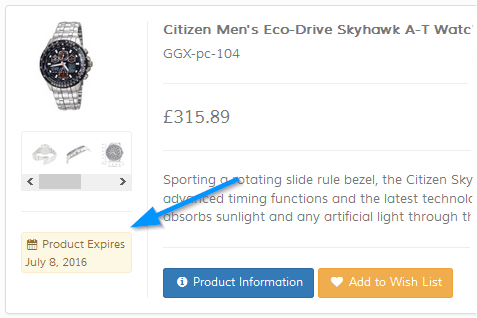 Citizen Men's Eco-Drive Skyhawk A-T Watc
GGX-pc-104
£315.89
Sporting a rotating slide rule bezel, the Citizen Sky
advanced timing functions and the latest technolo
absorbs sunlight and any artificial light through th
Product Expires
July 8, 2016
Product Information
Add to Wish List